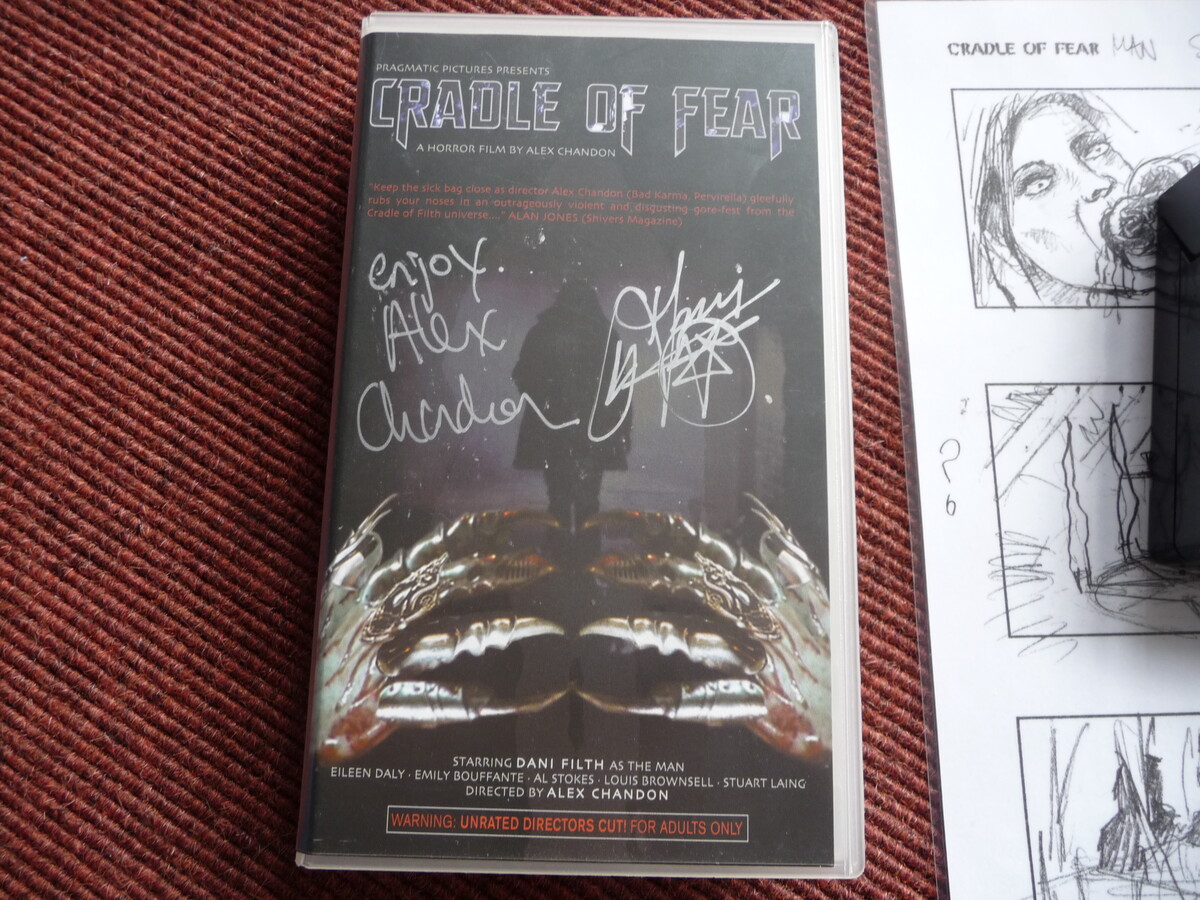 PRAGMATIC PICTURES PRESENTS
CRADLE OF FEAR
A HORROR FILM BY ALEX CHANDON
"Keep the sick bag close as director Alex Chandon (Bad Karma, Pervirella) gleefully
rubs your noses in an outrageously violent and disgusting gore-fest from the
Cradle of Filth universe...." ALAN JONES (Shivers Magazine)
enjoy.
Alex
Chandon
STARRING DANI FILTH AS THE MAN
EILEEN DALY · EMILY BOUFFANTE · AL STOKES · LOUIS BROWNSELL · STUART LAING
DIRECTED BY ALEX CHANDON
WARNING: UNRATED DIRECTORS CUT! FOR ADULTS ONLY
CRADLE OF FEAR MAN